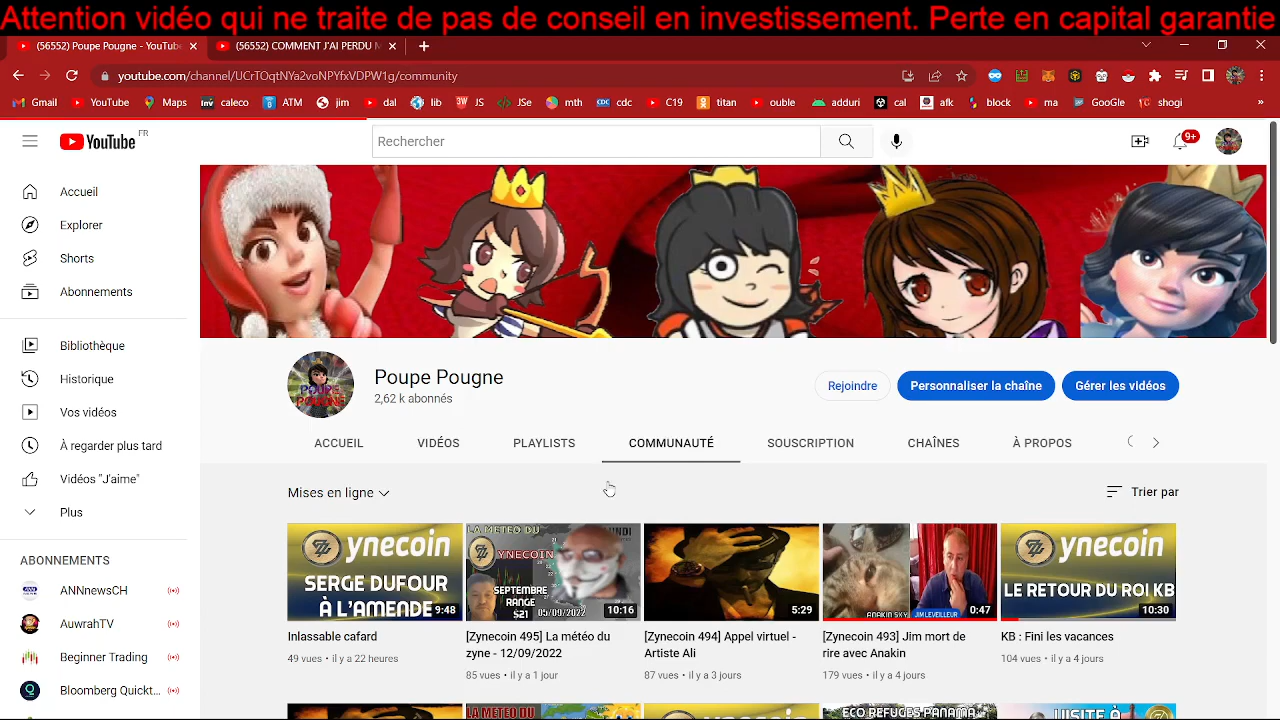 Attention vidéo qui ne traite de pas de conseil en investissement. Perte en capital garantie
(56552) Poupe Pougne - YouTube
(56552) COMMENT J'AI PERDU M
youtube.com/channel/UCrTOqtNYa2voNPYfxVDPW1g/community
Gmail YouTube Maps caleco ATM jim dal lib JS JSe mth cdc C19 titan ouble adduri cal afk block ma GooGle shogi »
YouTube FR
Rechercher
9+
Accueil
Explorer
Shorts
Abonnements
Bibliothèque
Historique
Vos vidéos
À regarder plus tard
Vidéos "J'aime"
Plus
ABONNEMENTS
ANNnewsCH
AuwrahTV
Beginner Trading
Bloomberg Quickt...
POUPE
POUGNE
Poupe Pougne
2,62 k abonnés
Rejoindre
Personnaliser la chaîne
Gérer les vidéos
ACCUEIL VIDÉOS PLAYLISTS COMMUNAUTÉ SOUSCRIPTION CHAÎNES À PROPOS
Mises en ligne
Trier par
ynecoin
SERGE DUFOUR
À L'AMENDE
9:48
Inlassable cafard
49 vues • il y a 22 heures
LA METEO DU
YNECOIN
SEPTEMBRE
RANGE
$21
05/09/2022
10:16
[Zynecoin 495] La météo du
zyne - 12/09/2022
85 vues • il y a 1 jour
5:29
[Zynecoin 494] Appel virtuel -
Artiste Ali
87 vues • il y a 3 jours
ANAKIN SKY
JIM LEVEILLEUR
0:47
[Zynecoin 493] Jim mort de
rire avec Anakin
179 vues • il y a 4 jours
ynecoin
LE RETOUR DU ROI KB
10:30
KB : Fini les vacances
104 vues • il y a 4 jours
LA METEO DU
ynecoin
ECO REFUGES PANAMA
VISITE À